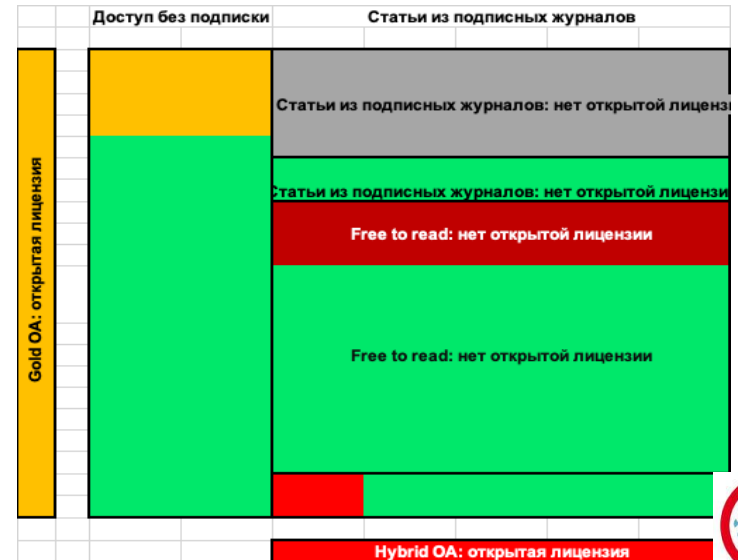 Доступ без подписки
Статьи из подписных журналов
Gold OA: открытая лицензия
Статьи из подписных журналов: нет открытой лиценз
Статьи из подписных журналов: нет открытой лицензи
Free to read: нет открытой лицензии
Free to read: нет открытой лицензии
Hybrid OA: открытая лицензия